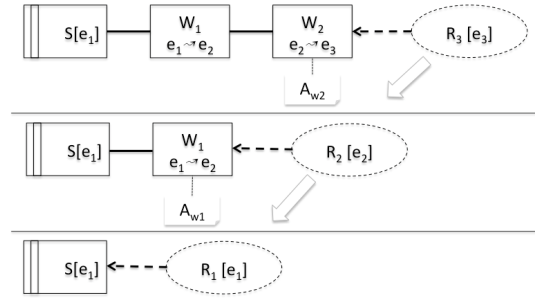 S[e₁] W₁ W₂ R₃ [e₃]
e₁ ⤳ e₂ e₂ ⤳ e₃
A_w2
S[e₁] W₁ R₂ [e₂]
e₁ ⤳ e₂
A_w1
S[e₁] R₁ [e₁]